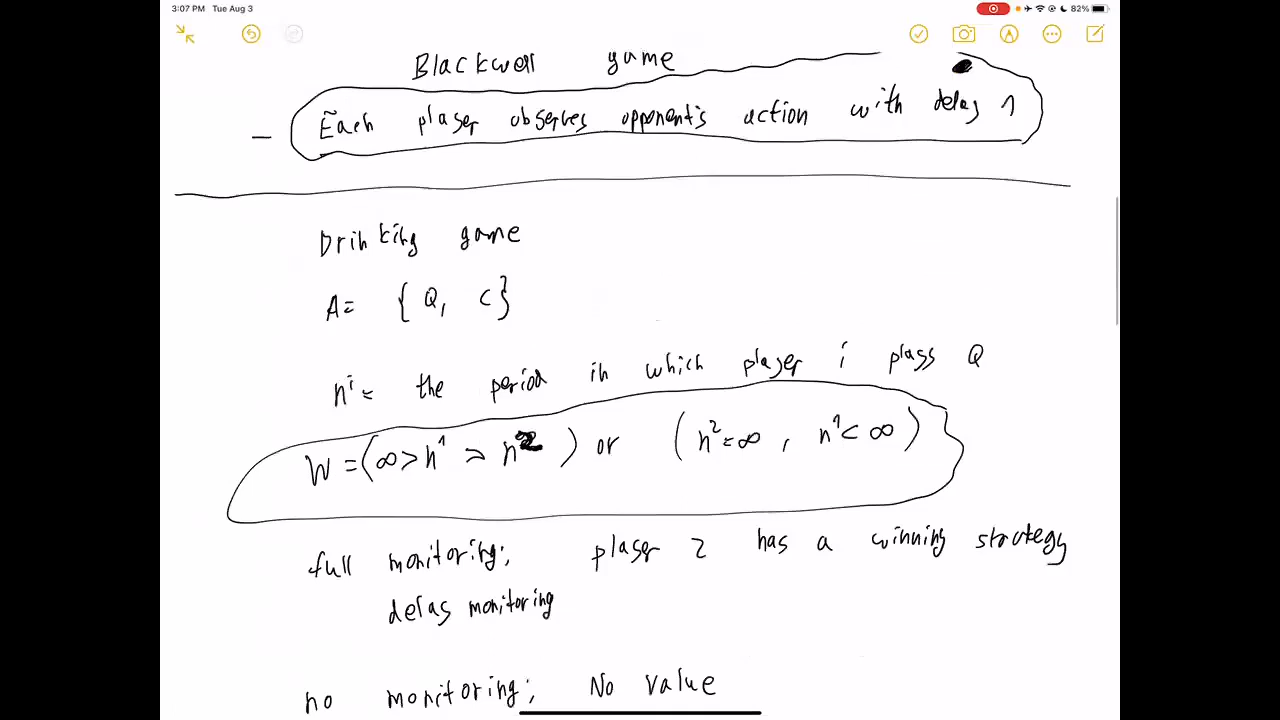 3:07 PM Tue Aug 3 82%
Blackwell game
– Each player observes opponent's action with delay 1
Drinking game
A = {Q, C}
n^i = the period in which player i plays Q
W = (∞ > n^1 > n^2) or (n^2 = ∞, n^1 < ∞)
full monitoring; player 2 has a winning strategy
delay monitoring
no monitoring; No value